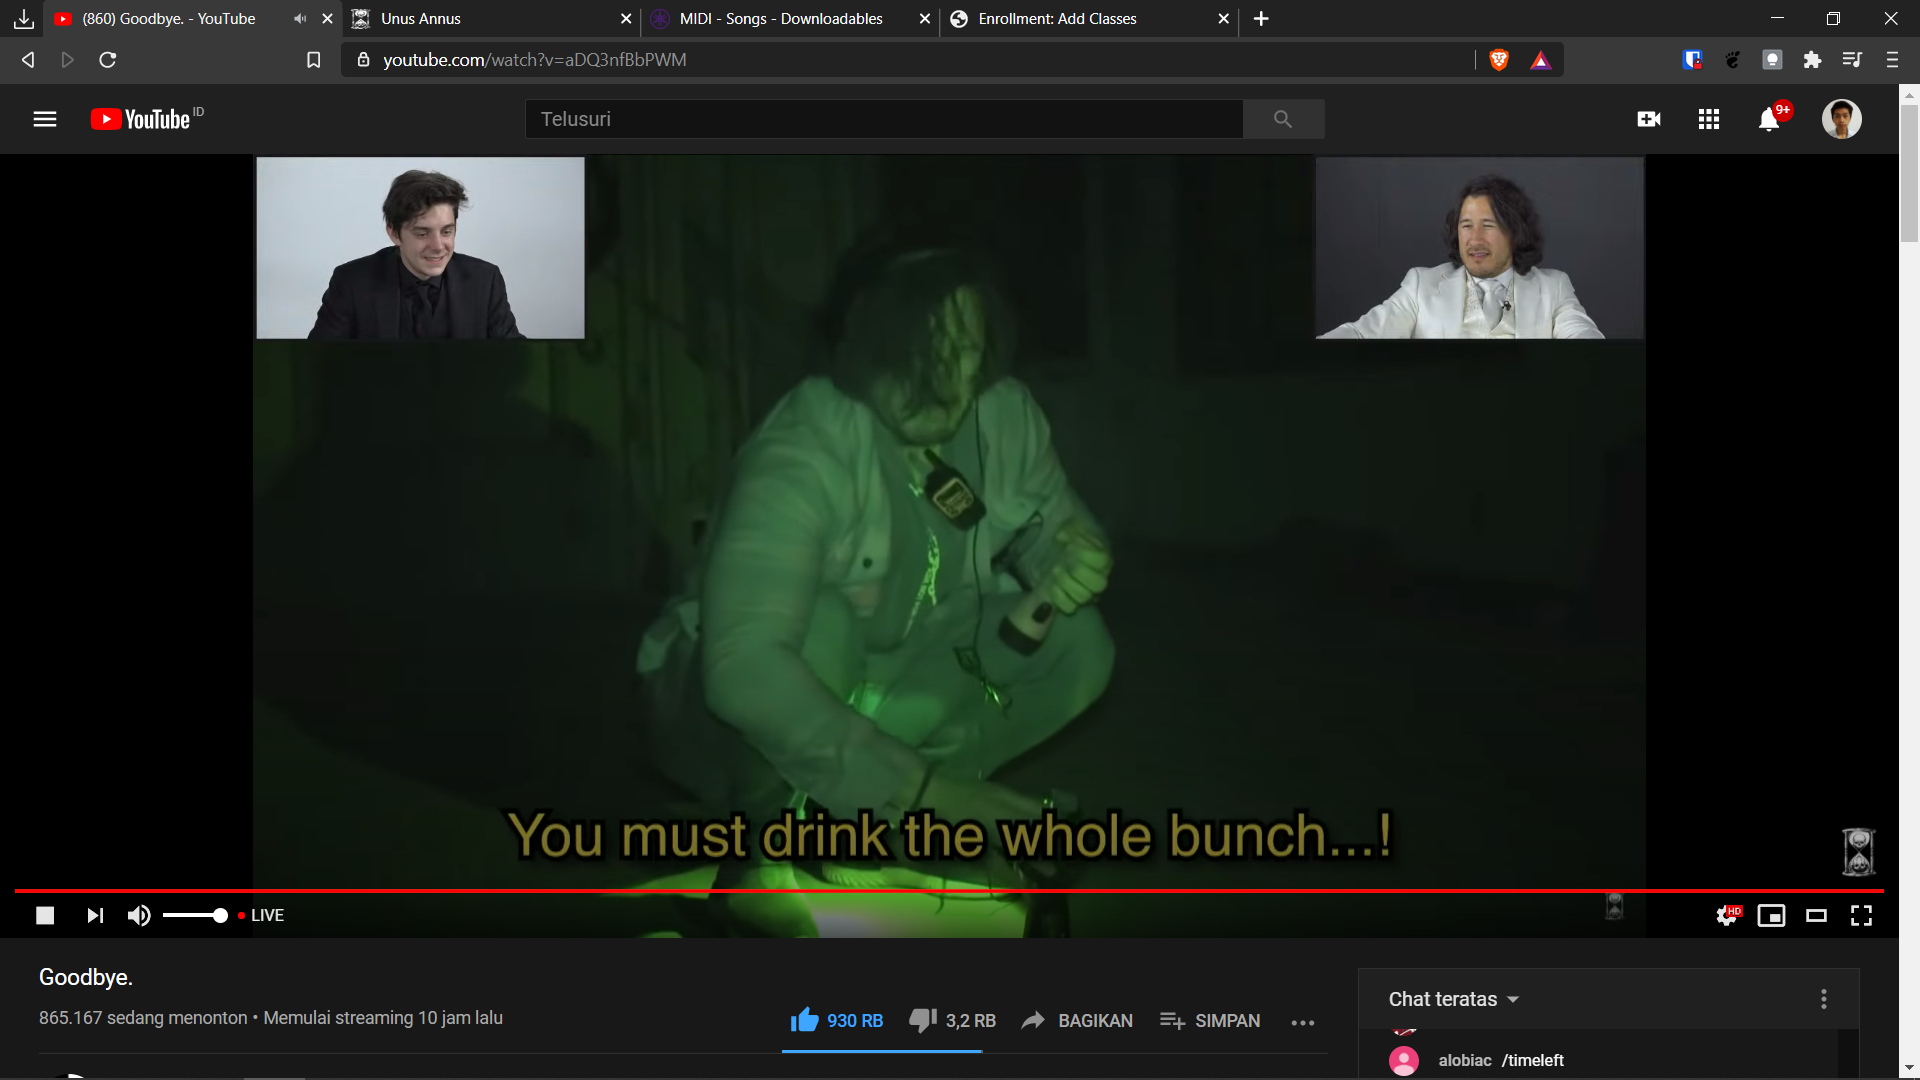 (860) Goodbye. - YouTube
Unus Annus
MIDI - Songs - Downloadables
Enrollment: Add Classes
youtube.com/watch?v=aDQ3nfBbPWM
YouTube ID
Telusuri
9+
You must drink the whole bunch...!
LIVE
HD
Goodbye.
865.167 sedang menonton • Memulai streaming 10 jam lalu
930 RB
3,2 RB
BAGIKAN
SIMPAN
Chat teratas
alobiac /timeleft